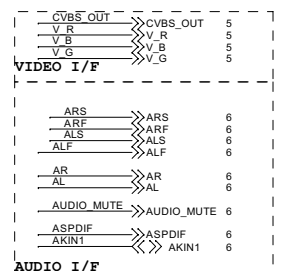 CVBS_OUT CVBS_OUT 5
V_R V_R 5
V_B V_B 5
V_G V_G 5
VIDEO I/F
ARS ARS 6
ARF ARF 6
ALS ALS 6
ALF ALF 6
AR AR 6
AL AL 6
AUDIO_MUTE AUDIO_MUTE 6
ASPDIF ASPDIF 6
AKIN1 AKIN1 6
AUDIO I/F